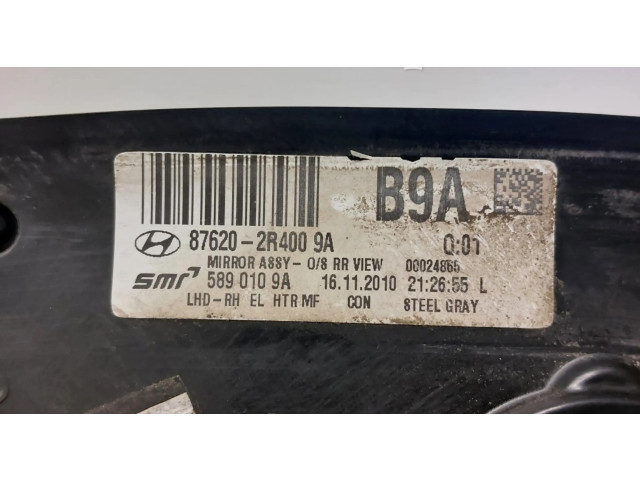 B9A
87620-2R400 9A Q:01
MIRROR ASSY- O/S RR VIEW 00024865
SMR 589 010 9A 16.11.2010 21:26:55 L
LHD-RH EL HTR MF CON STEEL GRAY